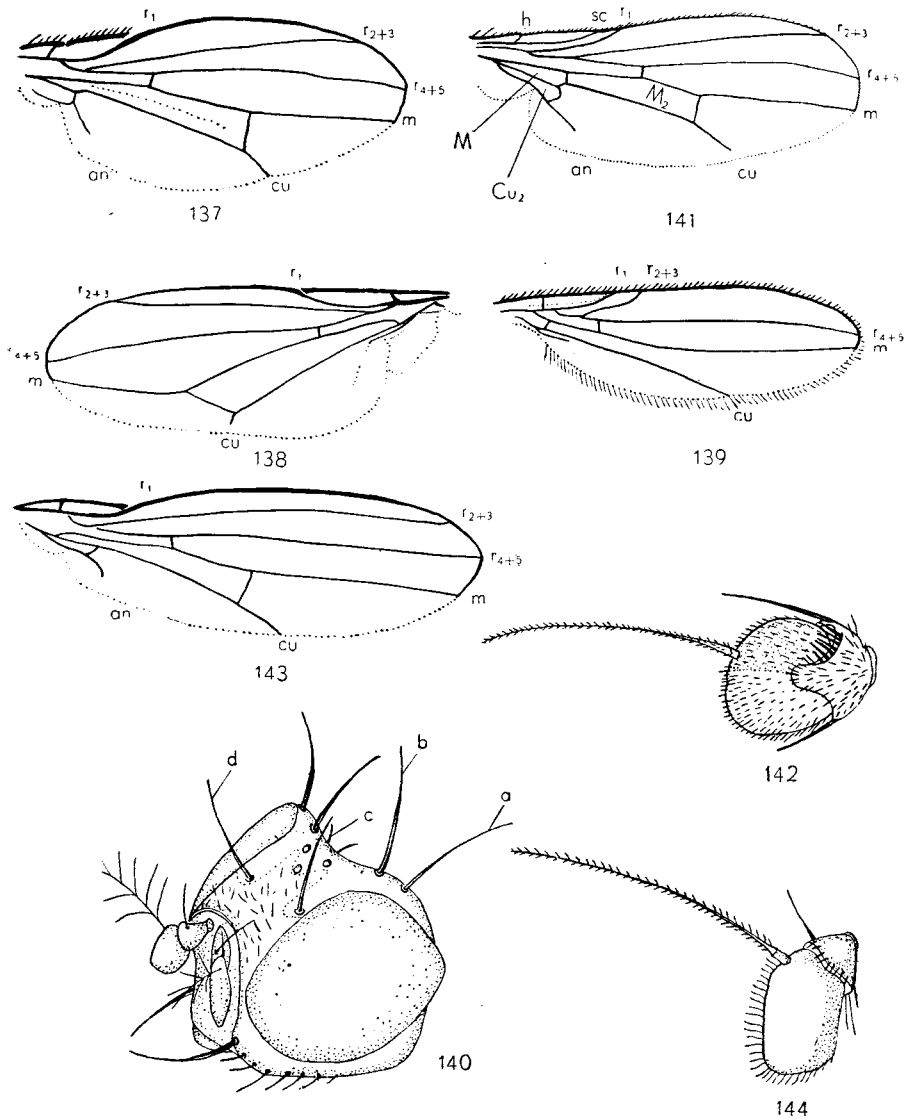 r₁
r₂₊₃
r₄₊₅
m
an
cu
137
h
sc
r₁
r₂₊₃
r₄₊₅
M₂
m
M
an
cu
Cu₂
141
r₁
r₂₊₃
r₄₊₅
m
cu
138
r₁
r₂₊₃
r₄₊₅
m
cu
139
r₁
r₂₊₃
r₄₊₅
m
an
cu
143
142
d
b
c
a
140
144